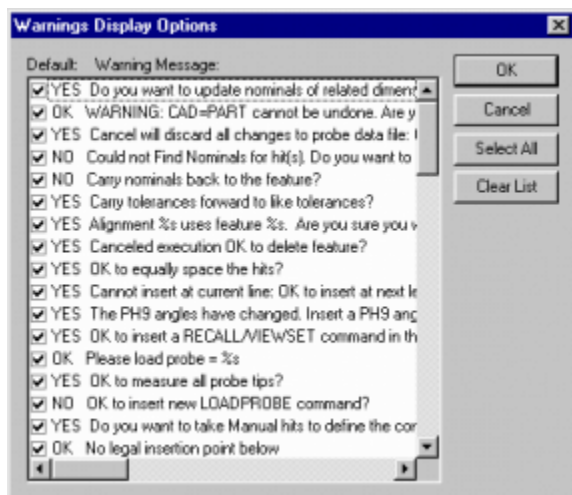 Warnings Display Options
Default: Warning Message:
YES Do you want to update nominals of related dimen
OK WARNING: CAD=PART cannot be undone. Are y
YES Cancel will discard all changes to probe data file:
NO Could not Find Nominals for hit(s). Do you want to
NO Carry nominals back to the feature?
YES Carry tolerances forward to like tolerances?
YES Alignment %s uses feature %s. Are you sure you
YES Canceled execution OK to delete feature?
YES OK to equally space the hits?
YES Cannot insert at current line: OK to insert at next le
YES The PH9 angles have changed. Insert a PH9 ang
YES OK to insert a RECALL/VIEWSET command in th
OK Please load probe = %s
YES OK to measure all probe tips?
NO OK to insert new LOADPROBE command?
YES Do you want to take Manual hits to define the cor
OK No legal insertion point below
OK
Cancel
Select All
Clear List